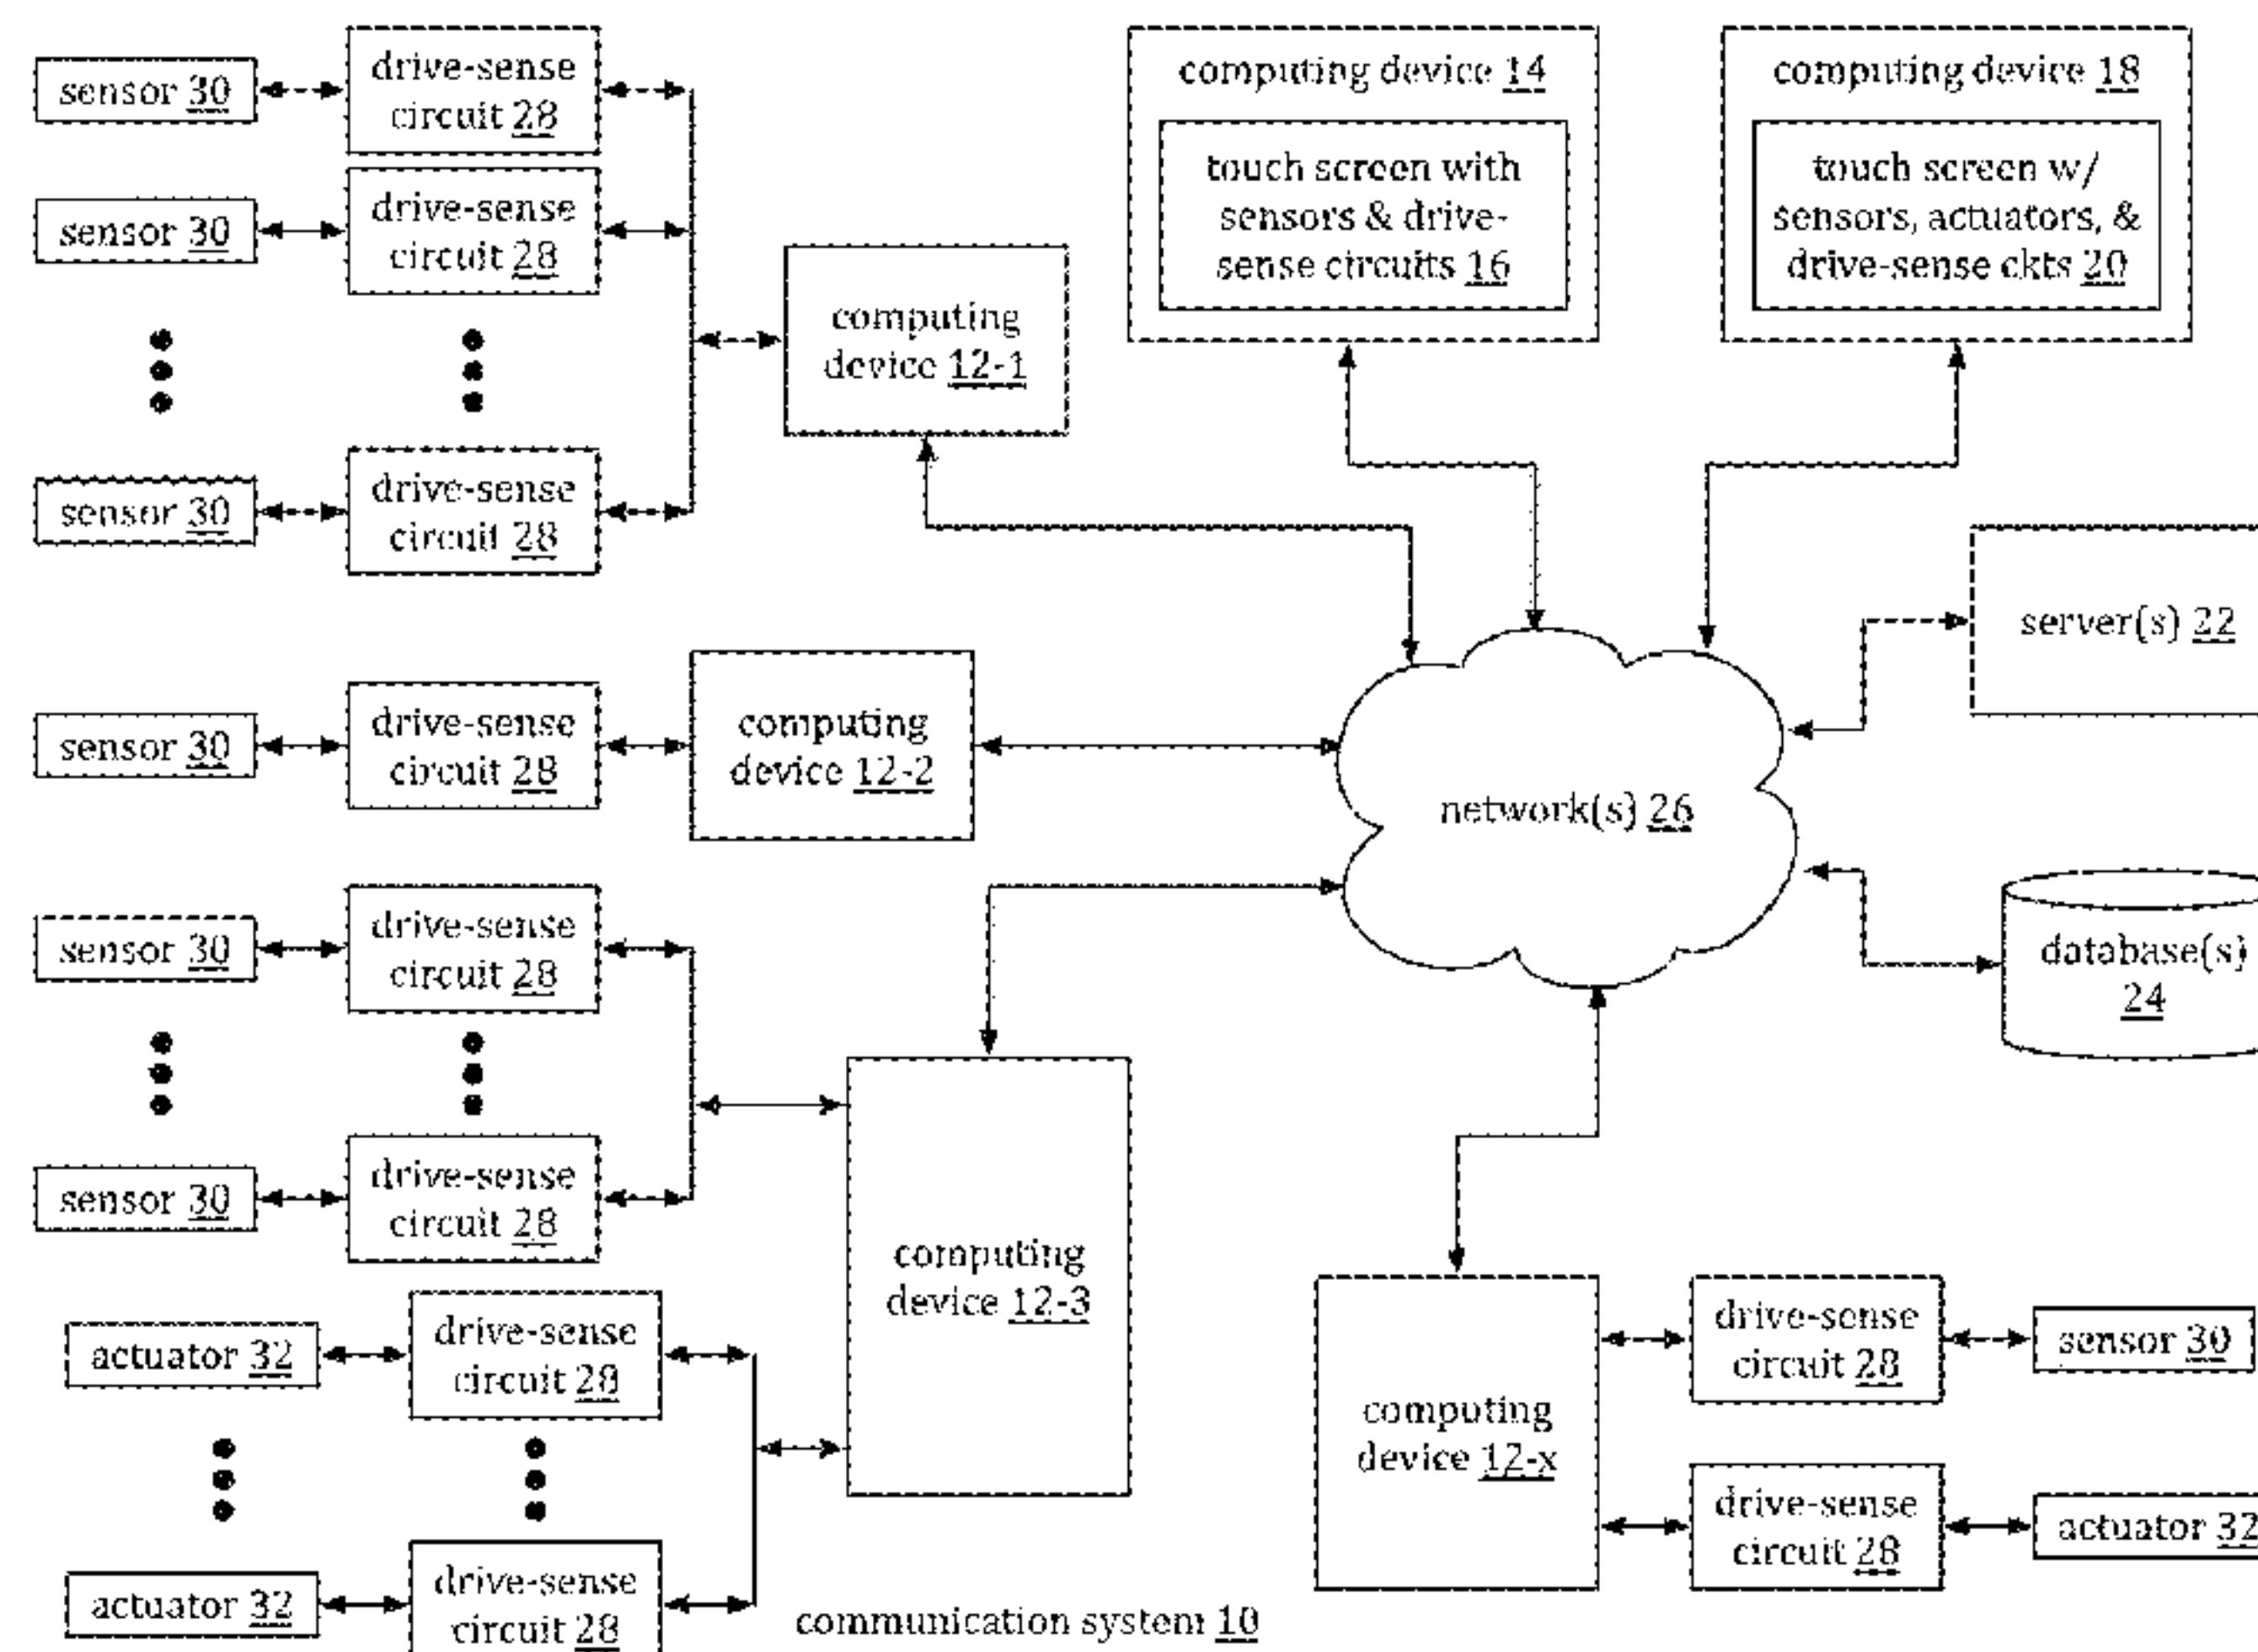 drive-sense
circuit 28
sensor 30
drive-sense
circuit 28
sensor 30
drive-sense
circuit 28
sensor 30
computing
device 12-1
computing device 14
touch screen with
sensors & drive-
sense circuits 16
computing device 18
touch screen w/
sensors, actuators, &
drive-sense ckts 20
server(s) 22
sensor 30
drive-sense
circuit 28
computing
device 12-2
network(s) 26
database(s)
24
sensor 30
drive-sense
circuit 28
sensor 30
drive-sense
circuit 28
computing
device 12-3
actuator 32
drive-sense
circuit 28
actuator 32
drive-sense
circuit 28
computing
device 12-x
drive-sense
circuit 28
sensor 30
drive-sense
circuit 28
actuator 32
communication system 10